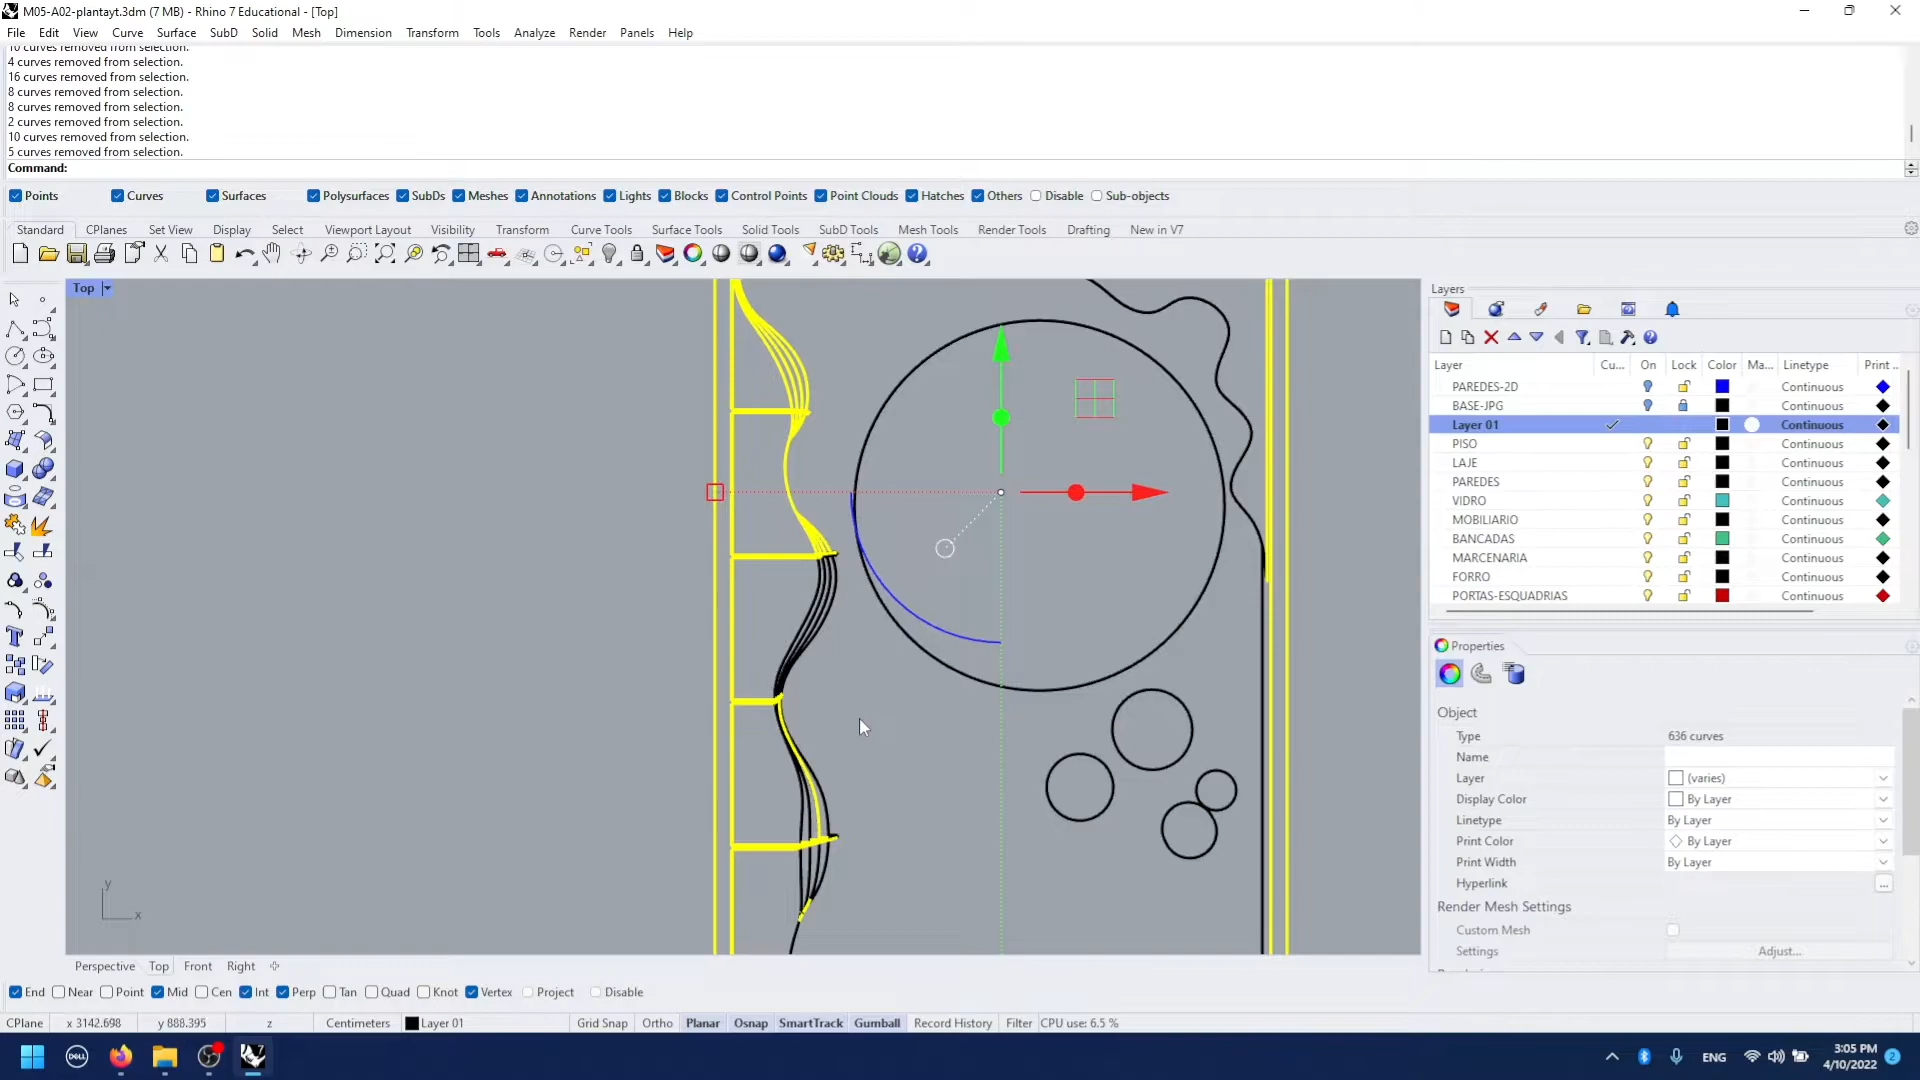 M05-A02-plantayt.3dm (7 MB) - Rhino 7 Educational - [Top]
File Edit View Curve Surface SubD Solid Mesh Dimension Transform Tools Analyze Render Panels Help
10 curves removed from selection.
4 curves removed from selection.
16 curves removed from selection.
8 curves removed from selection.
8 curves removed from selection.
2 curves removed from selection.
10 curves removed from selection.
5 curves removed from selection.
Command:
Points Curves Surfaces Polysurfaces SubDs Meshes Annotations Lights Blocks Control Points Point Clouds Hatches Others Disable Sub-objects
Standard CPlanes Set View Display Select Viewport Layout Visibility Transform Curve Tools Surface Tools Solid Tools SubD Tools Mesh Tools Render Tools Drafting New in V7
Top
Layers
Layer Cu... On Lock Color Ma... Linetype Print ...
PAREDES-2D Continuous
BASE-JPG Continuous
Layer 01 Continuous
PISO Continuous
LAJE Continuous
PAREDES Continuous
VIDRO Continuous
MOBILIARIO Continuous
BANCADAS Continuous
MARCENARIA Continuous
FORRO Continuous
PORTAS-ESQUADRIAS Continuous
Properties
Object
Type 636 curves
Name
Layer (varies)
Display Color By Layer
Linetype By Layer
Print Color By Layer
Print Width By Layer
Hyperlink ...
Render Mesh Settings
Custom Mesh
Settings Adjust...
y
x
Perspective Top Front Right
End Near Point Mid Cen Int Perp Tan Quad Knot Vertex Project Disable
CPlane x 3142.698 y 888.395 z Centimeters Layer 01 Grid Snap Ortho Planar Osnap SmartTrack Gumball Record History Filter CPU use: 6.5 %
DELL
ENG
3:05 PM
4/10/2022
2